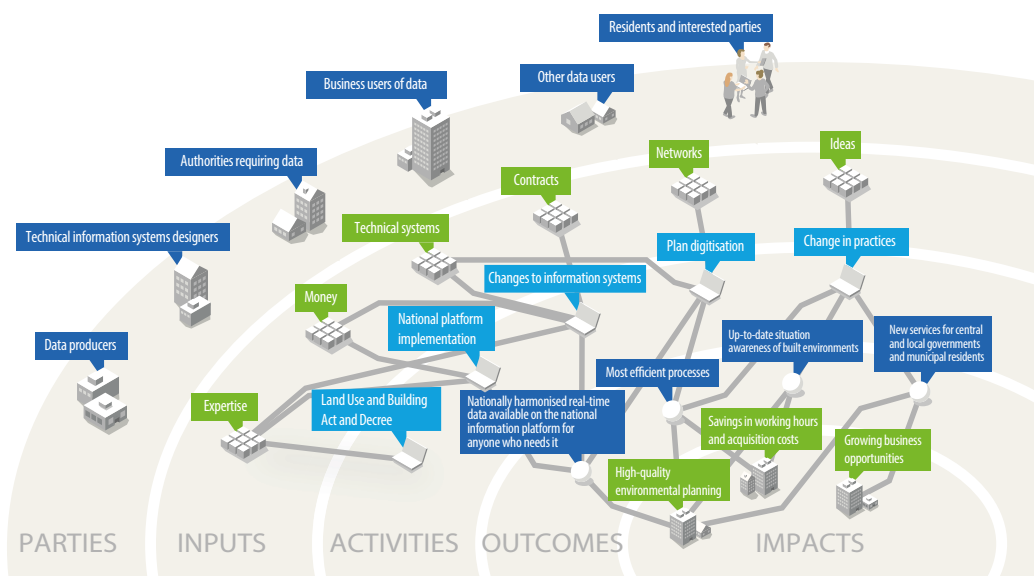 Residents and interested parties
Other data users
Business users of data
Authorities requiring data
Technical information systems designers
Data producers
Ideas
Networks
Contracts
Technical systems
Money
Expertise
Change in practices
Plan digitisation
Changes to information systems
National platform
implementation
Land Use and Building
Act and Decree
New services for central
and local governments
and municipal residents
Up-to-date situation
awareness of built environments
Most efficient processes
Nationally harmonised real-time
data available on the national
information platform for
anyone who needs it
Savings in working hours
and acquisition costs
Growing business
opportunities
High-quality
environmental planning
PARTIES
INPUTS
ACTIVITIES
OUTCOMES
IMPACTS